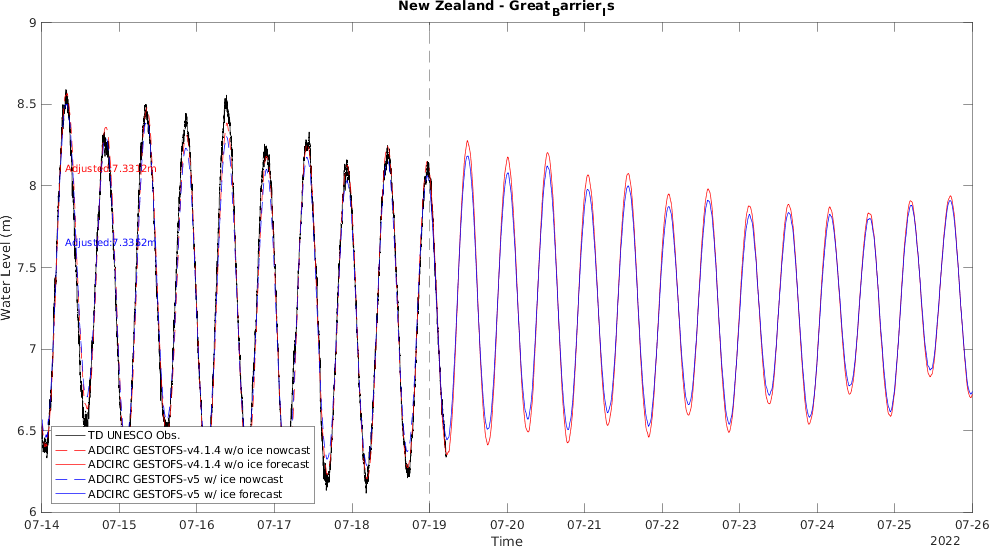 New Zealand - Great_Barrier_Is
9
8.5
8
7.5
7
6.5
6
Water Level (m)
Adjusted:7.3312m
Adjusted:7.3362m
TD UNESCO Obs.
ADCIRC GESTOFS-v4.1.4 w/o ice nowcast
ADCIRC GESTOFS-v4.1.4 w/o ice forecast
ADCIRC GESTOFS-v5 w/ ice nowcast
ADCIRC GESTOFS-v5 w/ ice forecast
07-14 07-15 07-16 07-17 07-18 07-19 07-20 07-21 07-22 07-23 07-24 07-25 07-26
Time
2022